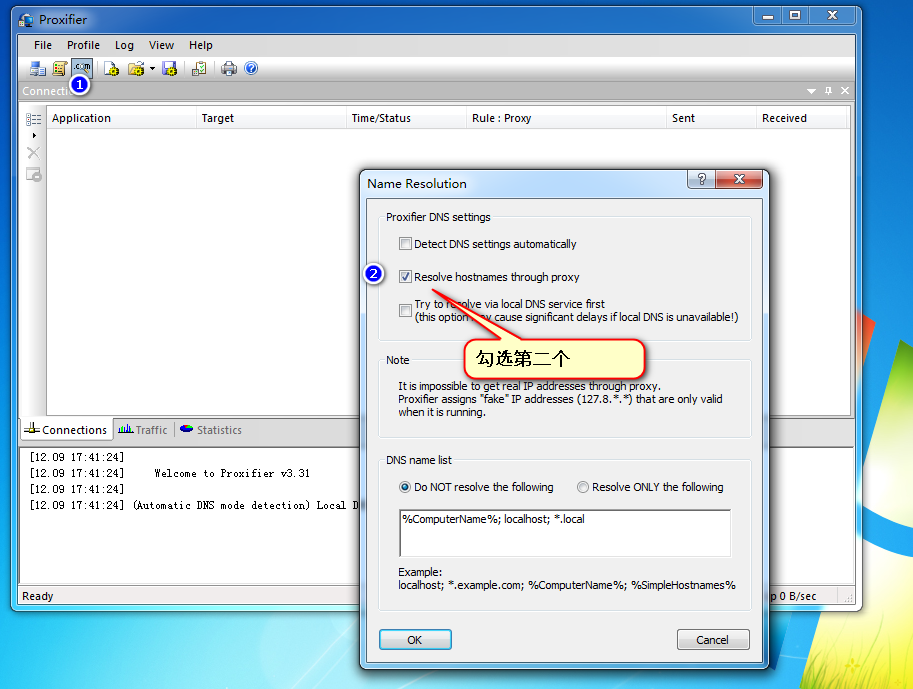 Proxifier
File Profile Log View Help
.com
1
Connecti
Application Target Time/Status Rule : Proxy Sent Received
Name Resolution
Proxifier DNS settings
Detect DNS settings automatically
2
Resolve hostnames through proxy
Try to resolve via local DNS service first
(this option may cause significant delays if local DNS is unavailable!)
勾选第二个
Note
It is impossible to get real IP addresses through proxy.
Proxifier assigns "fake" IP addresses (127.8.*.*) that are only valid
when it is running.
Connections Traffic Statistics
[12.09 17:41:24]
[12.09 17:41:24] Welcome to Proxifier v3.31
[12.09 17:41:24]
[12.09 17:41:24] (Automatic DNS mode detection) Local D
DNS name list
Do NOT resolve the following Resolve ONLY the following
%ComputerName%; localhost; *.local
Example:
localhost; *.example.com; %ComputerName%; %SimpleHostnames%
OK Cancel
Ready
p 0 B/sec